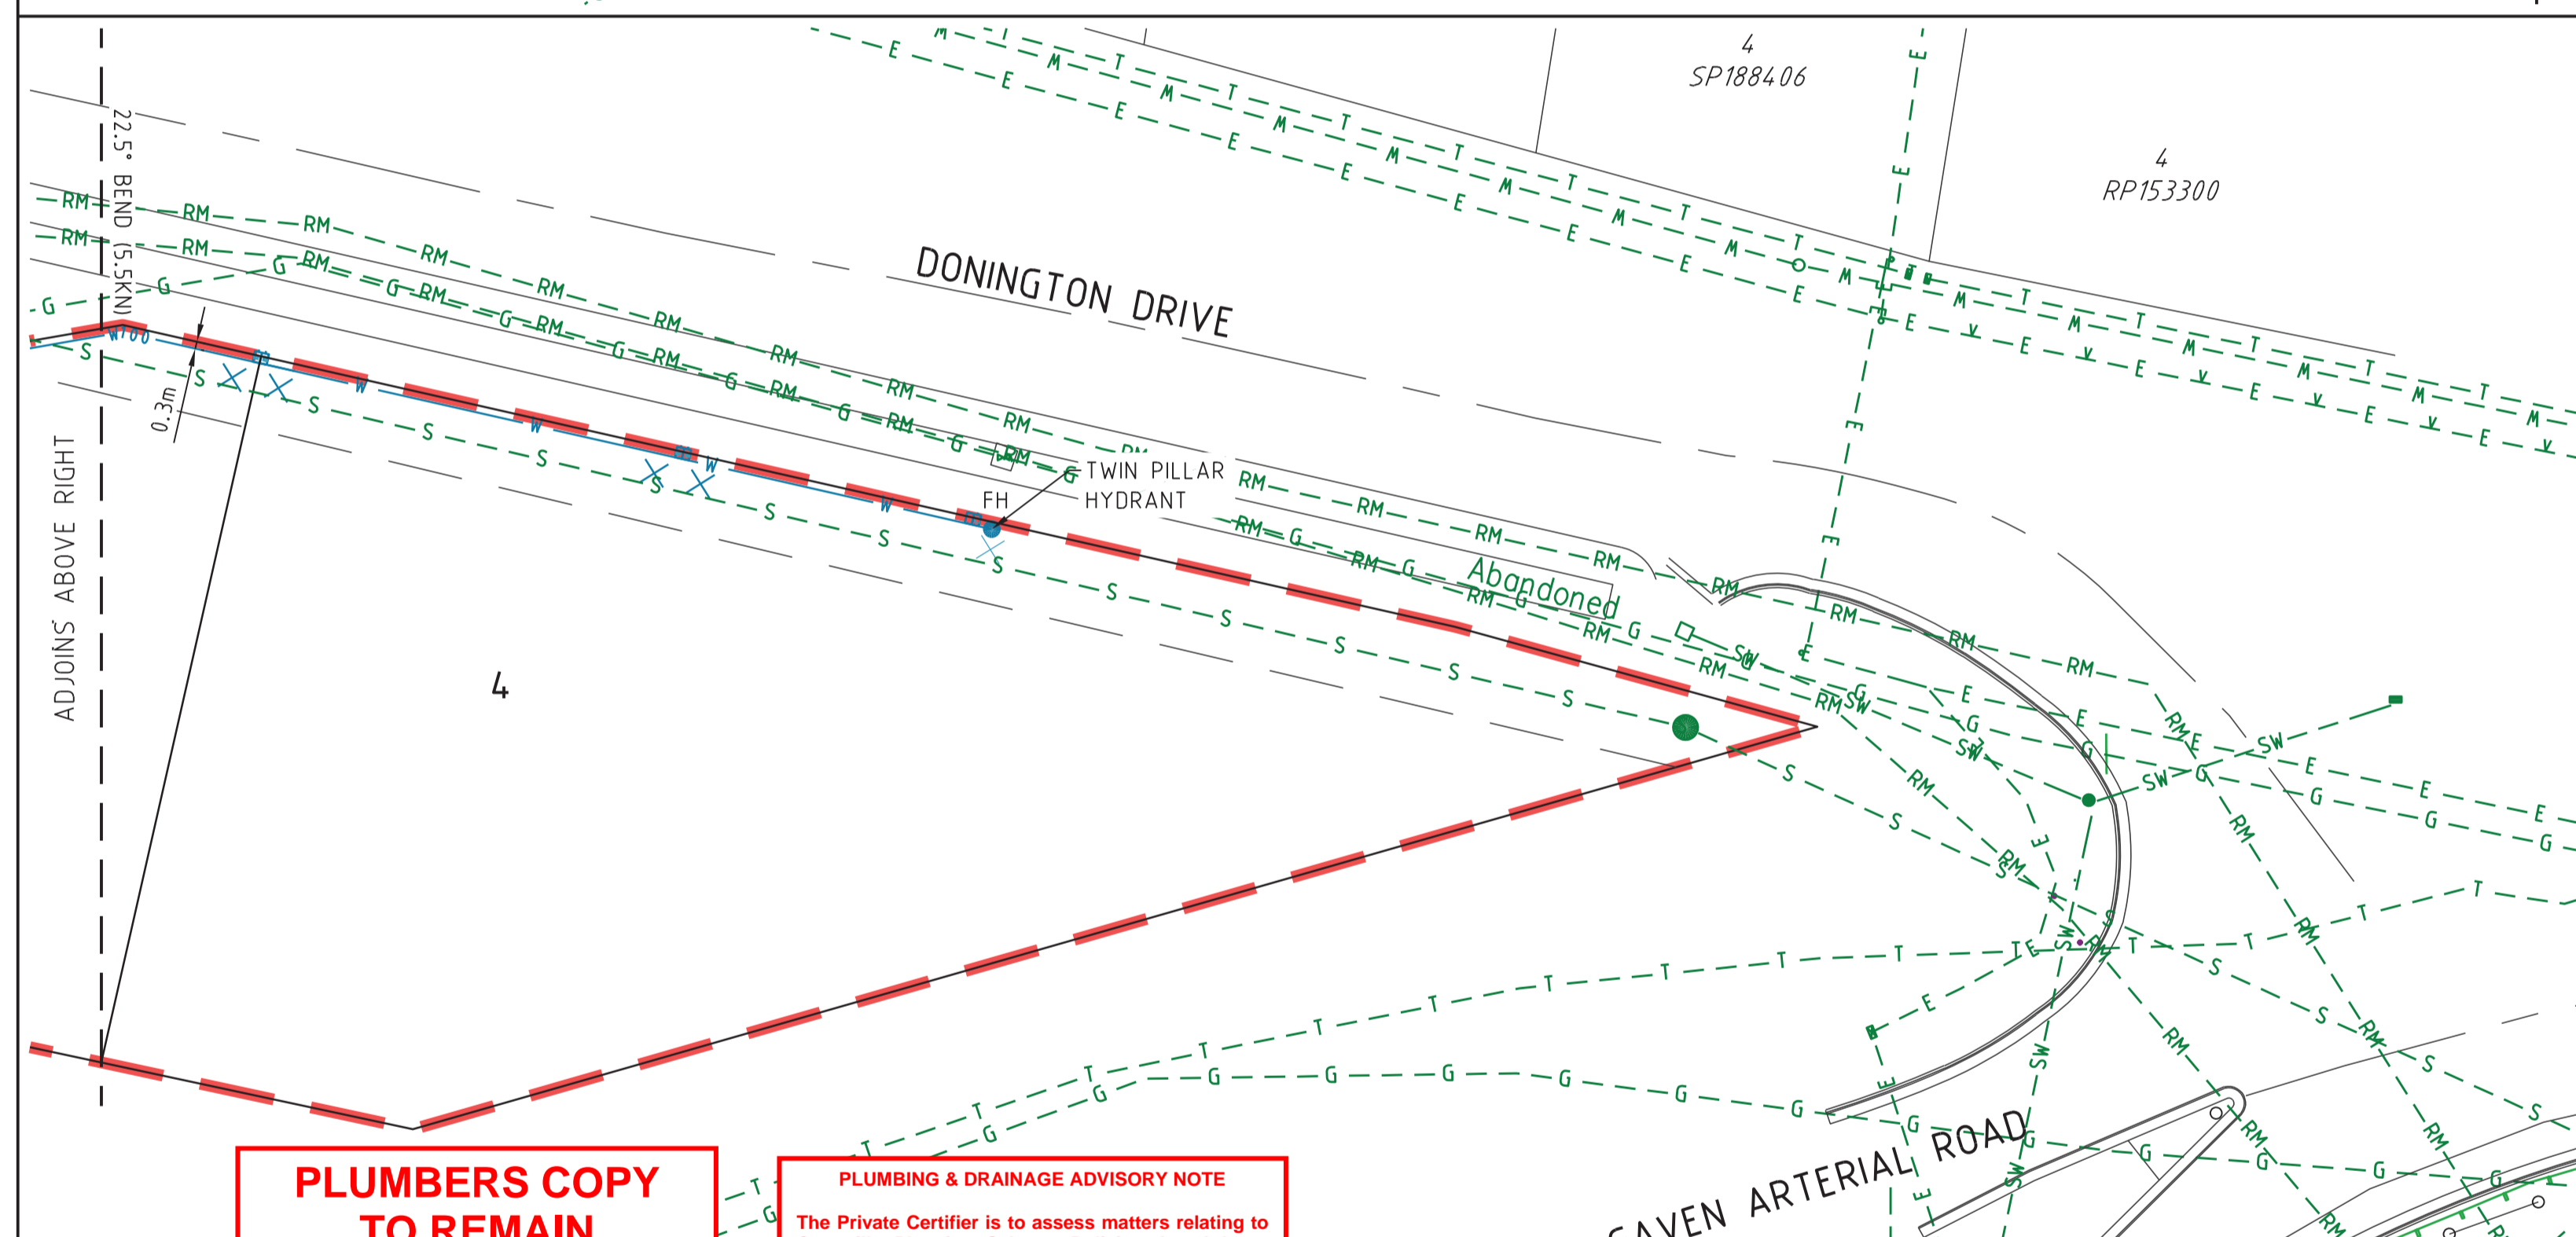 4
SP188406
4
RP153300
22.5° BEND (5.5KN)
DONINGTON DRIVE
W100
0.3m
ADJOINS ABOVE RIGHT
TWIN PILLAR
HYDRANT
FH
Abandoned
4
PLUMBERS COPY
TO REMAIN
PLUMBING & DRAINAGE ADVISORY NOTE
The Private Certifier is to assess matters relating to
ARTERIAL ROAD